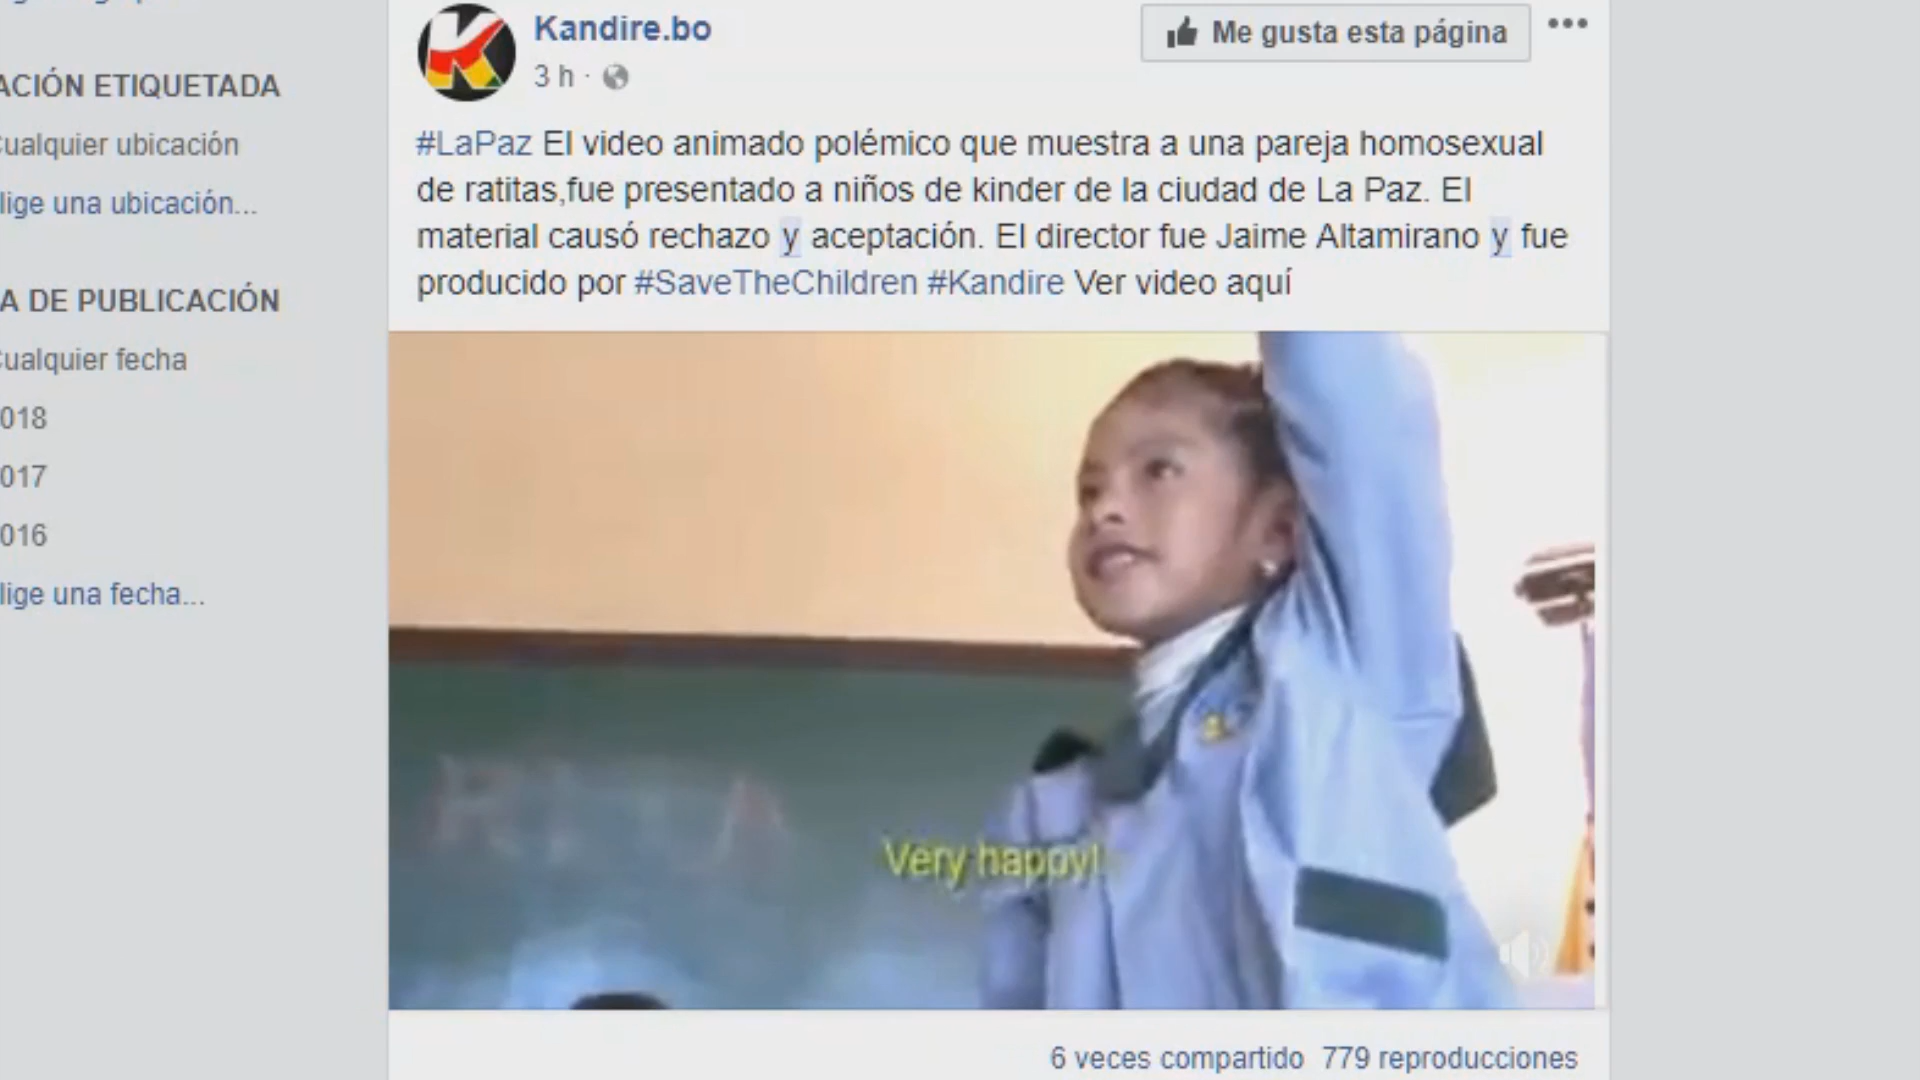 Kandire.bo
Me gusta esta página
3 h ·
#LaPaz El video animado polémico que muestra a una pareja homosexual
de ratitas,fue presentado a niños de kinder de la ciudad de La Paz. El
material causó rechazo y aceptación. El director fue Jaime Altamirano y fue
producido por #SaveTheChildren #Kandire Ver video aquí
ACIÓN ETIQUETADA
Cualquier ubicación
lige una ubicación...
A DE PUBLICACIÓN
Cualquier fecha
018
017
016
lige una fecha...
RITA
Very happy!
6 veces compartido 779 reproducciones